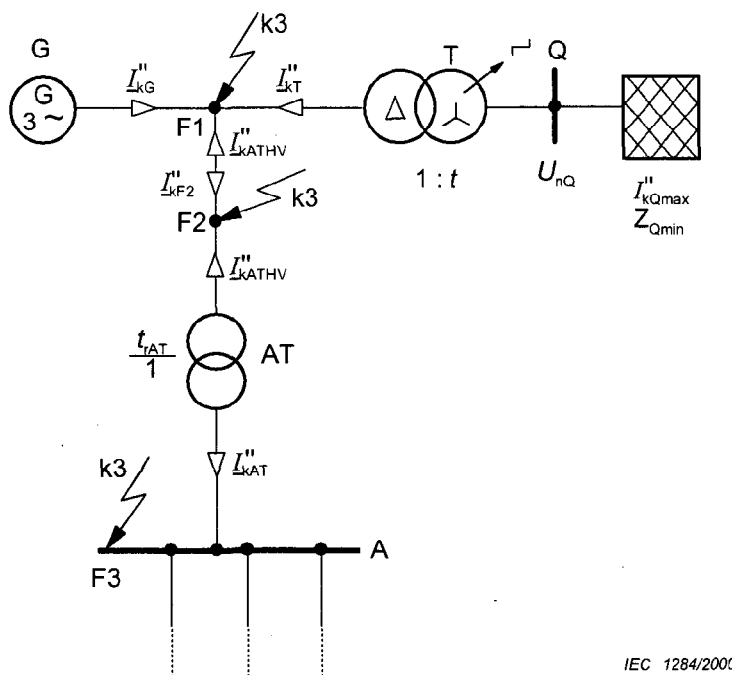 k3
G
T
Q
G
3 ~
I"kG
I"kT
F1
I"kATHV
1 : t
UnQ
I"kQmax
ZQmin
I"kF2
k3
F2
I"kATHV
trAT
1
AT
I"kAT
k3
F3
A
IEC 1284/2000